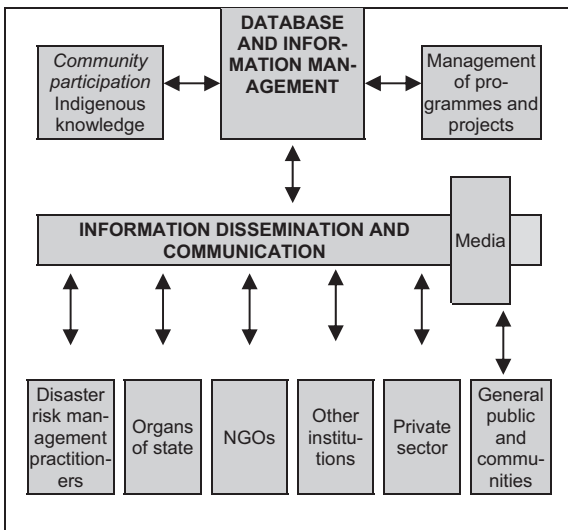 DATABASE
AND INFOR-
MATION MAN-
AGEMENT
Community
participation
Indigenous
knowledge
Management
of pro-
grammes and
projects
INFORMATION DISSEMINATION AND
COMMUNICATION
Media
Disaster
risk man-
agement
practition-
ers
Organs
of state
NGOs
Other
institu-
tions
Private
sector
General
public
and
commu-
nities